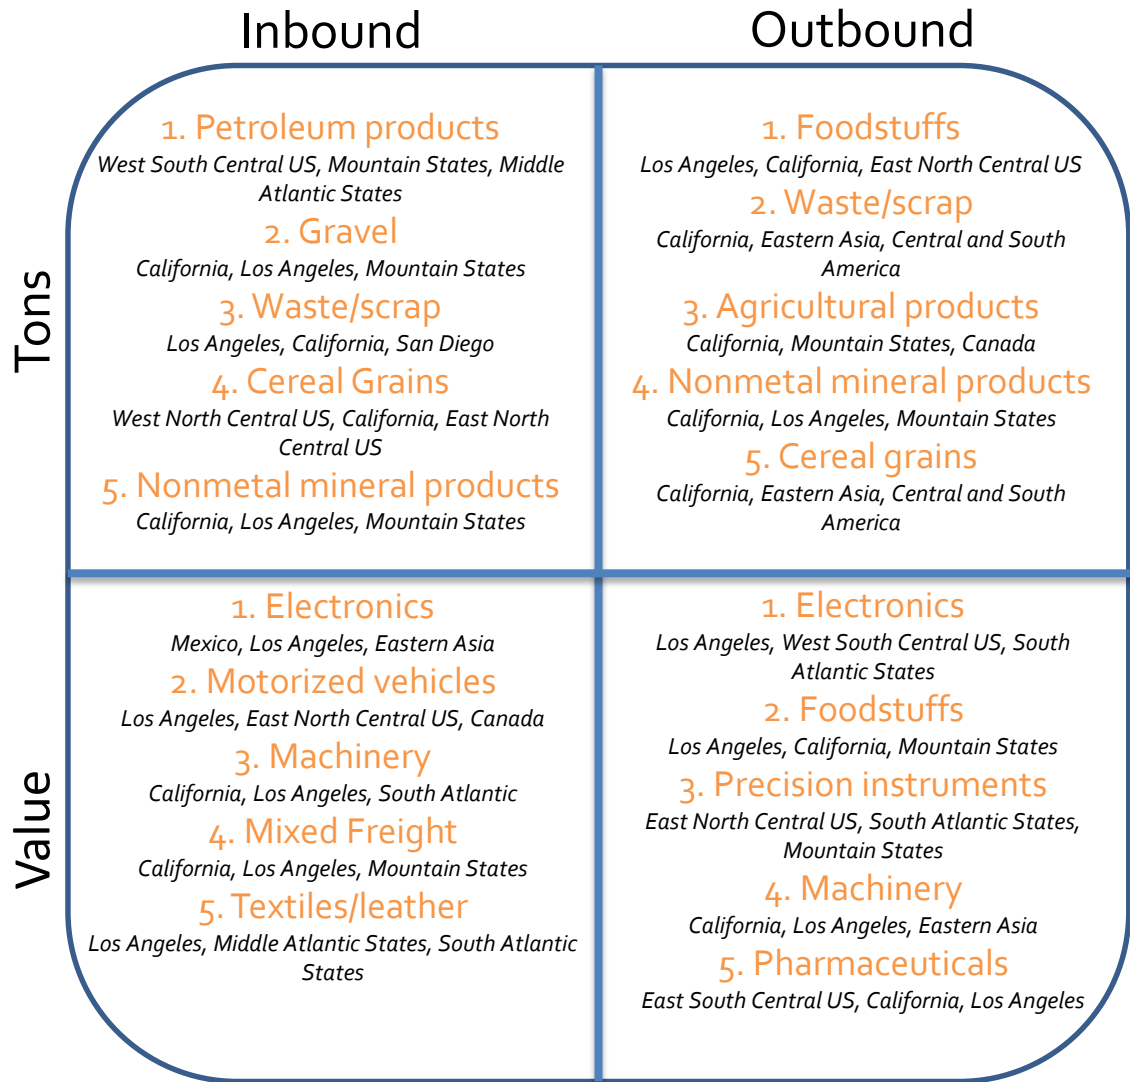 Inbound
Outbound
Tons
1. Petroleum products
West South Central US, Mountain States, Middle
Atlantic States
2. Gravel
California, Los Angeles, Mountain States
3. Waste/scrap
Los Angeles, California, San Diego
4. Cereal Grains
West North Central US, California, East North
Central US
5. Nonmetal mineral products
California, Los Angeles, Mountain States
1. Foodstuffs
Los Angeles, California, East North Central US
2. Waste/scrap
California, Eastern Asia, Central and South
America
3. Agricultural products
California, Mountain States, Canada
4. Nonmetal mineral products
California, Los Angeles, Mountain States
5. Cereal grains
California, Eastern Asia, Central and South
America
Value
1. Electronics
Mexico, Los Angeles, Eastern Asia
2. Motorized vehicles
Los Angeles, East North Central US, Canada
3. Machinery
California, Los Angeles, South Atlantic
4. Mixed Freight
California, Los Angeles, Mountain States
5. Textiles/leather
Los Angeles, Middle Atlantic States, South Atlantic
States
1. Electronics
Los Angeles, West South Central US, South
Atlantic States
2. Foodstuffs
Los Angeles, California, Mountain States
3. Precision instruments
East North Central US, South Atlantic States,
Mountain States
4. Machinery
California, Los Angeles, Eastern Asia
5. Pharmaceuticals
East South Central US, California, Los Angeles